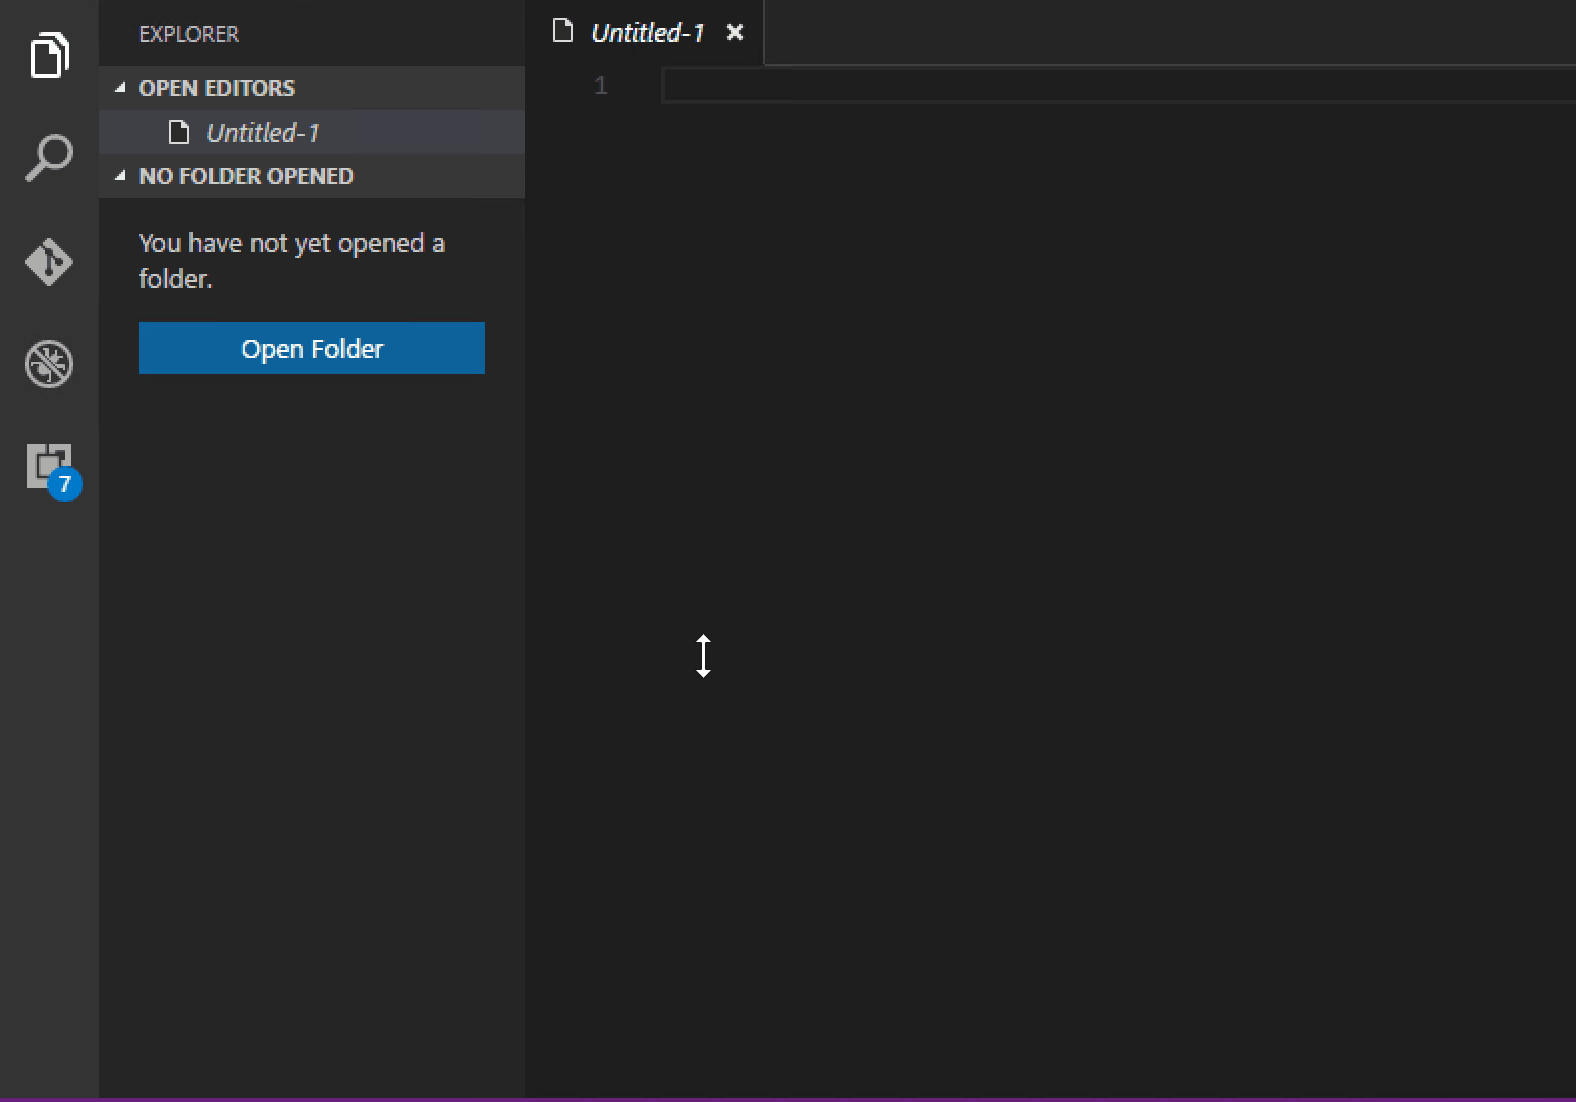 EXPLORER
OPEN EDITORS
Untitled-1
NO FOLDER OPENED
You have not yet opened a
folder.
Open Folder
7
Untitled-1
1